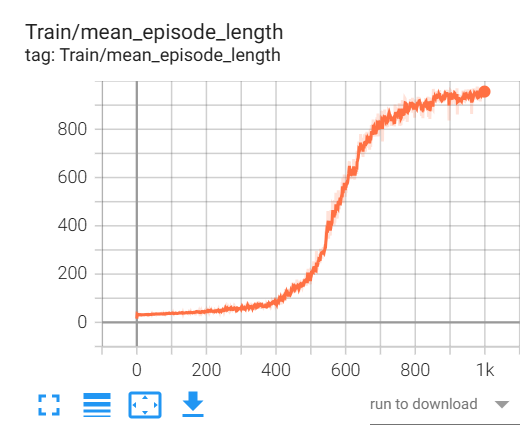 Train/mean_episode_length
tag: Train/mean_episode_length
800
600
400
200
0
0 200 400 600 800 1k
run to download